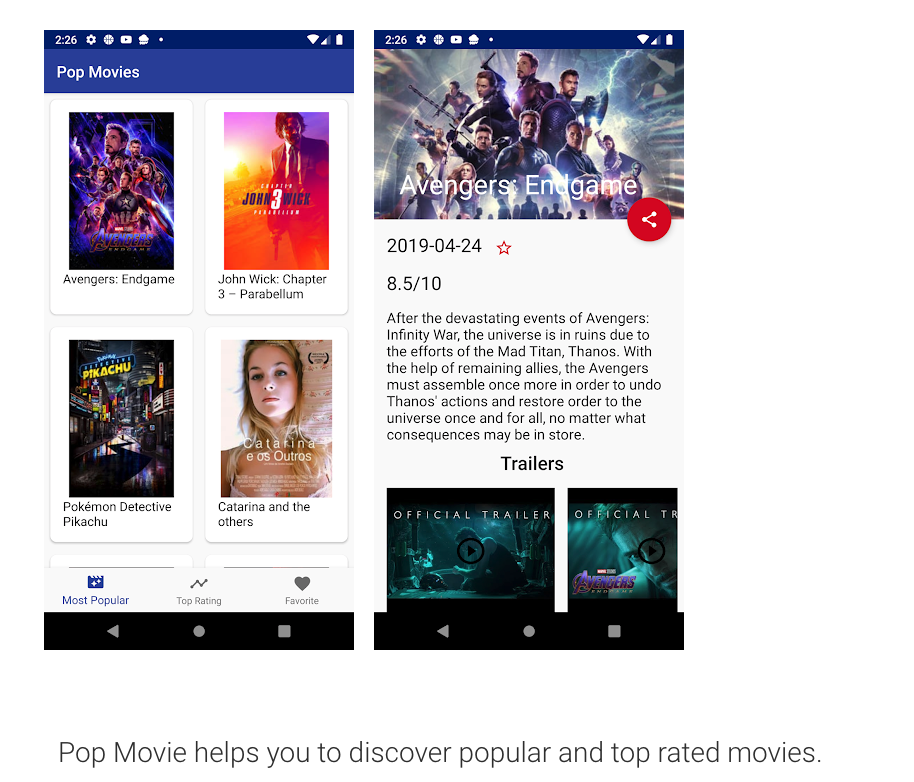 2:26
Pop Movies
MARVEL STUDIOS
AVENGERS
ENDGAME
Avengers: Endgame
CHAPTER
JOHN 3 WICK
PARABELLUM
John Wick: Chapter
3 – Parabellum
POKÉMON
DETECTIVE
PIKACHU
Pokémon Detective
Pikachu
Catarina
e os Outros
Catarina and the
others
Most Popular
Top Rating
Favorite
2:26
Avengers: Endgame
2019-04-24
8.5/10
After the devastating events of Avengers:
Infinity War, the universe is in ruins due to
the efforts of the Mad Titan, Thanos. With
the help of remaining allies, the Avengers
must assemble once more in order to undo
Thanos' actions and restore order to the
universe once and for all, no matter what
consequences may be in store.
Trailers
OFFICIAL TRAILER
OFFICIAL TR
MARVEL STUDIOS
AVENGERS
ENDGAME
Pop Movie helps you to discover popular and top rated movies.